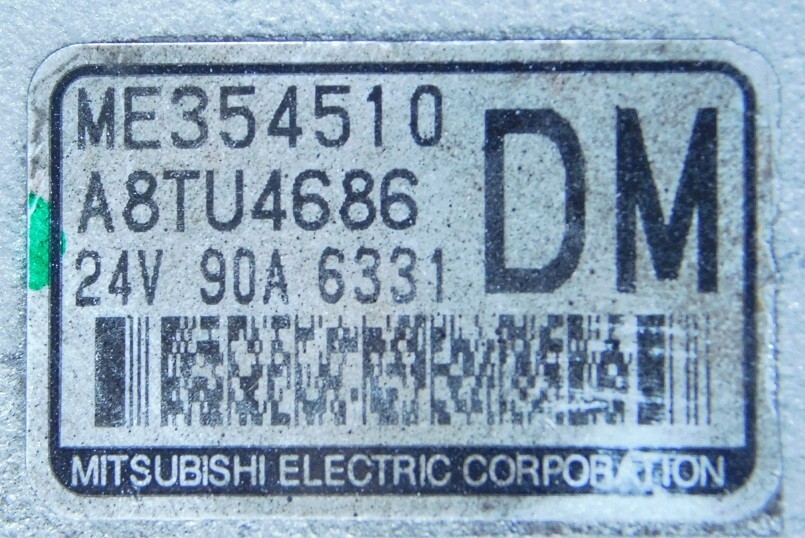 ME354510
A8TU4686
DM
24V 90A 6331
MITSUBISHI ELECTRIC CORPORATION